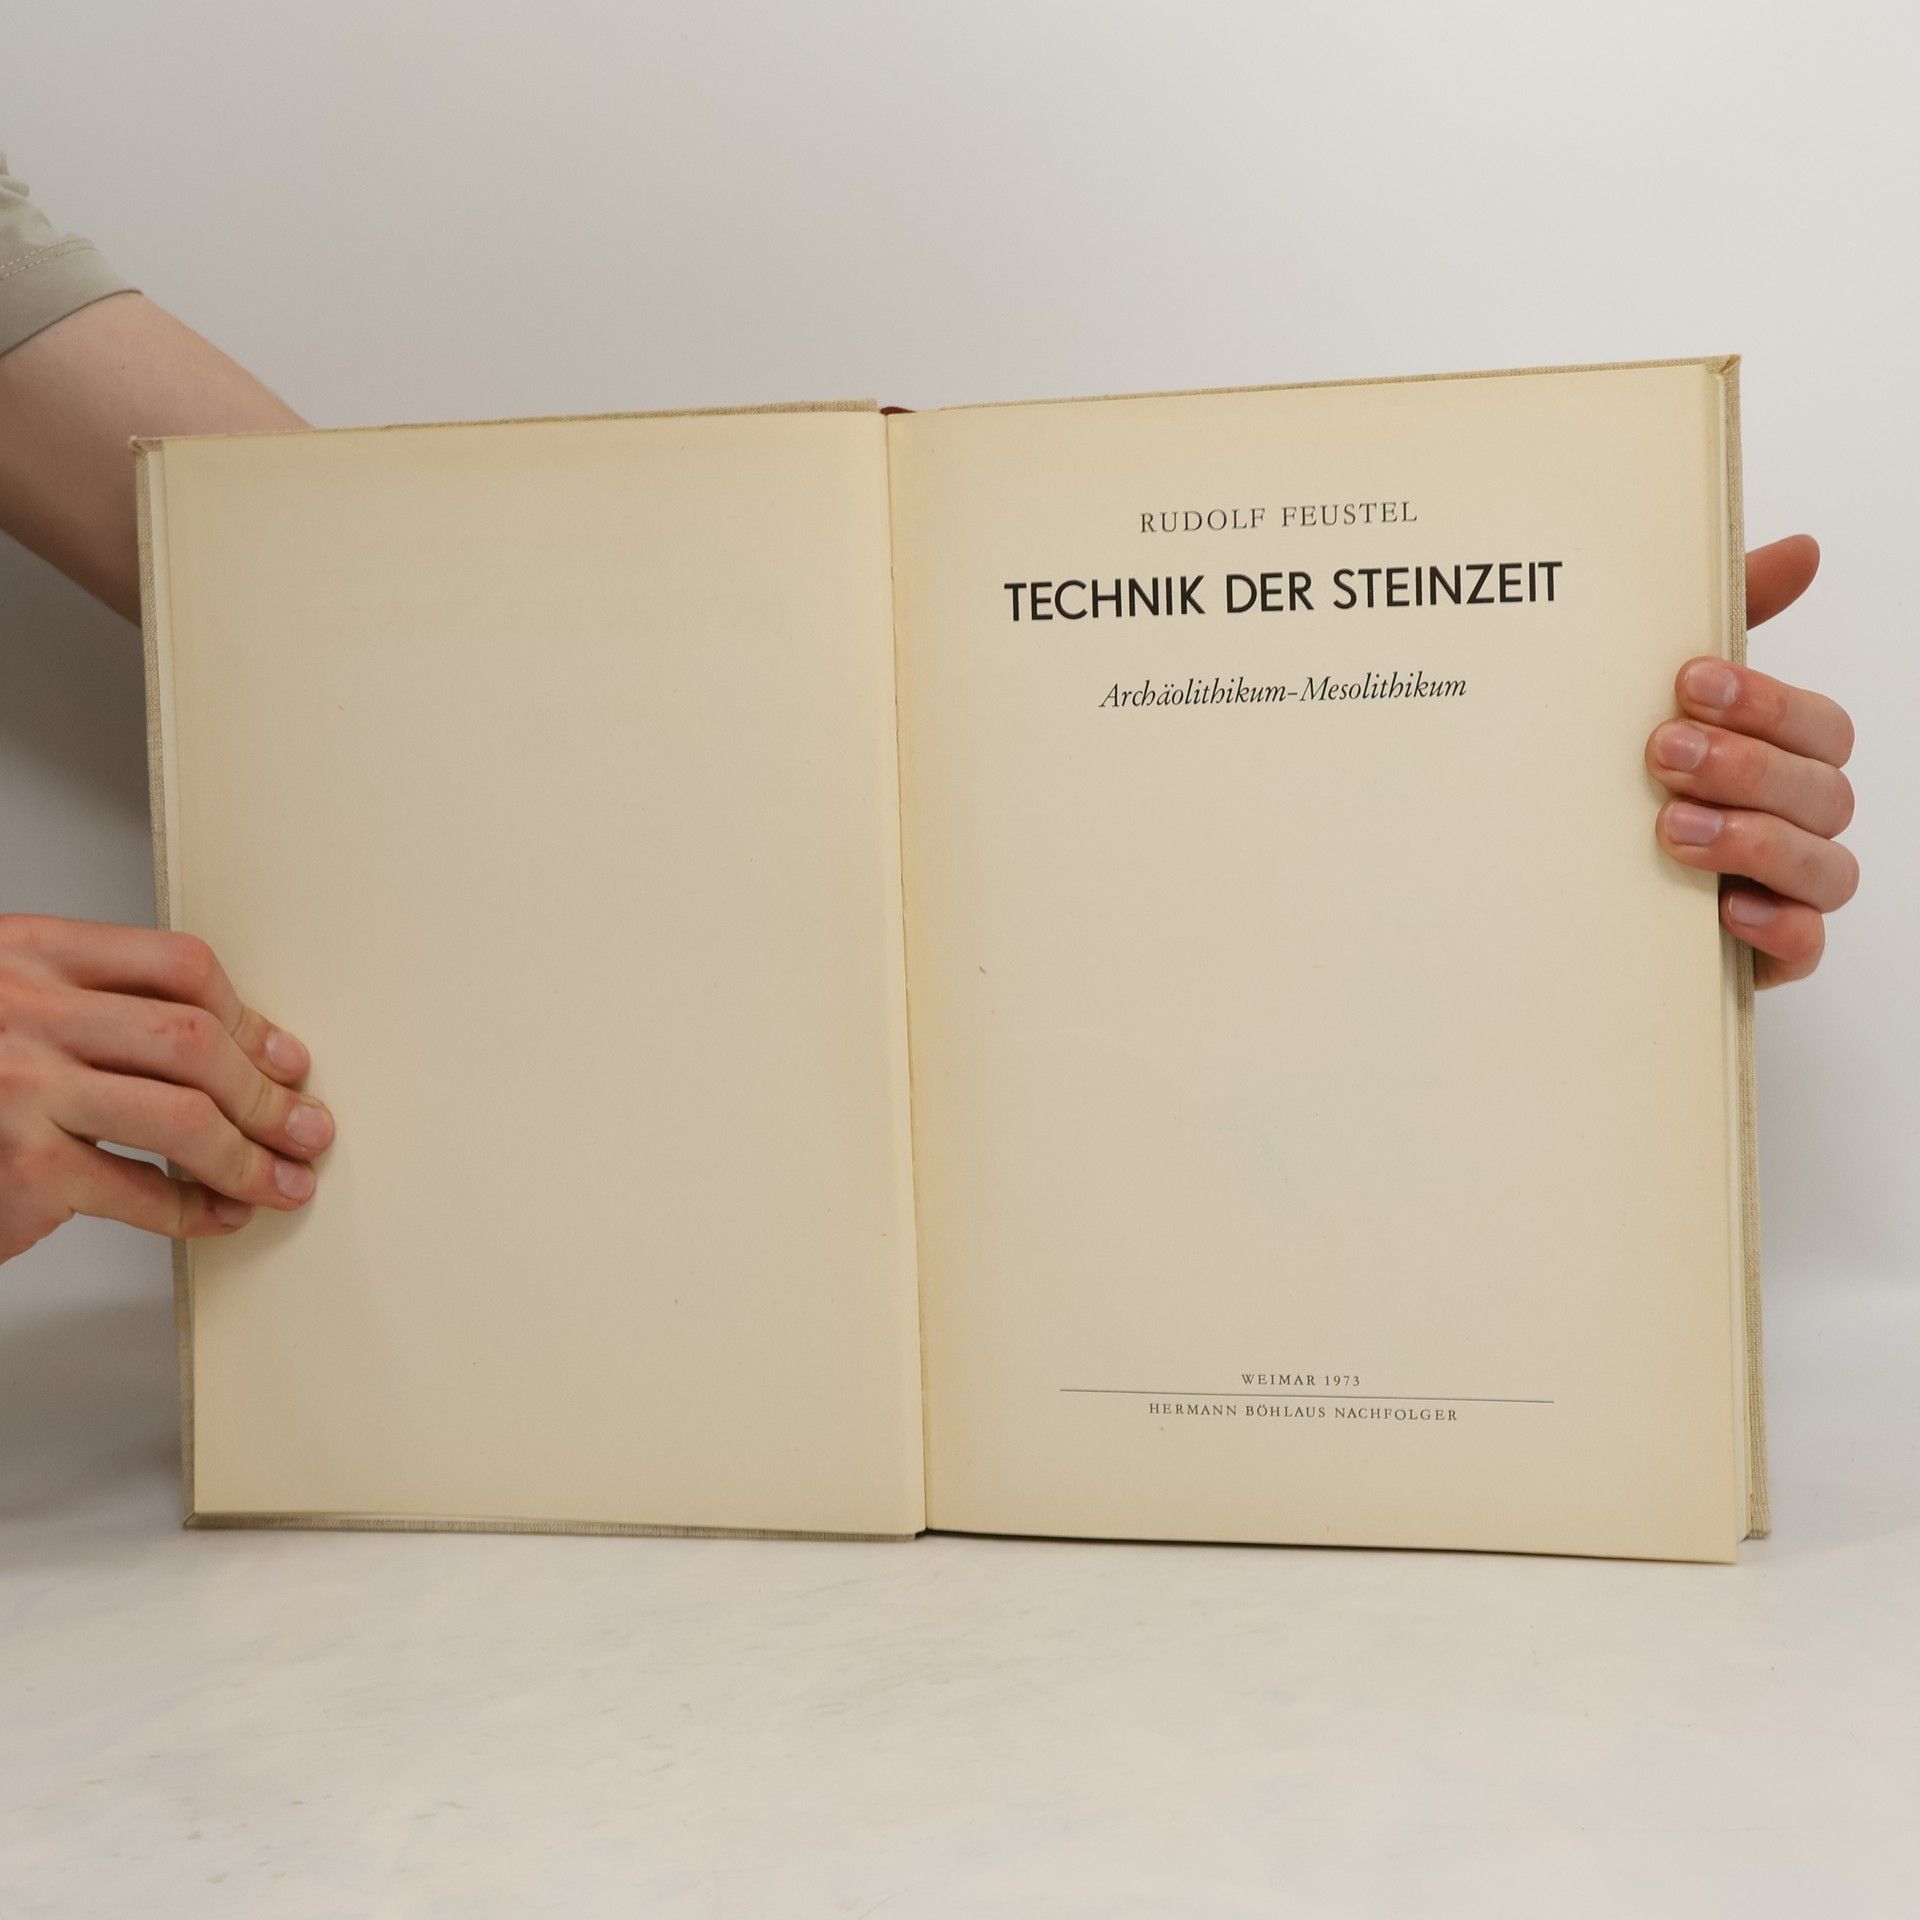 RUDOLF FEUSTEL
TECHNIK DER STEINZEIT
Archäolithikum-Mesolithikum
WEIMAR 1973
HERMANN BÖHLAUS NACHFOLGER